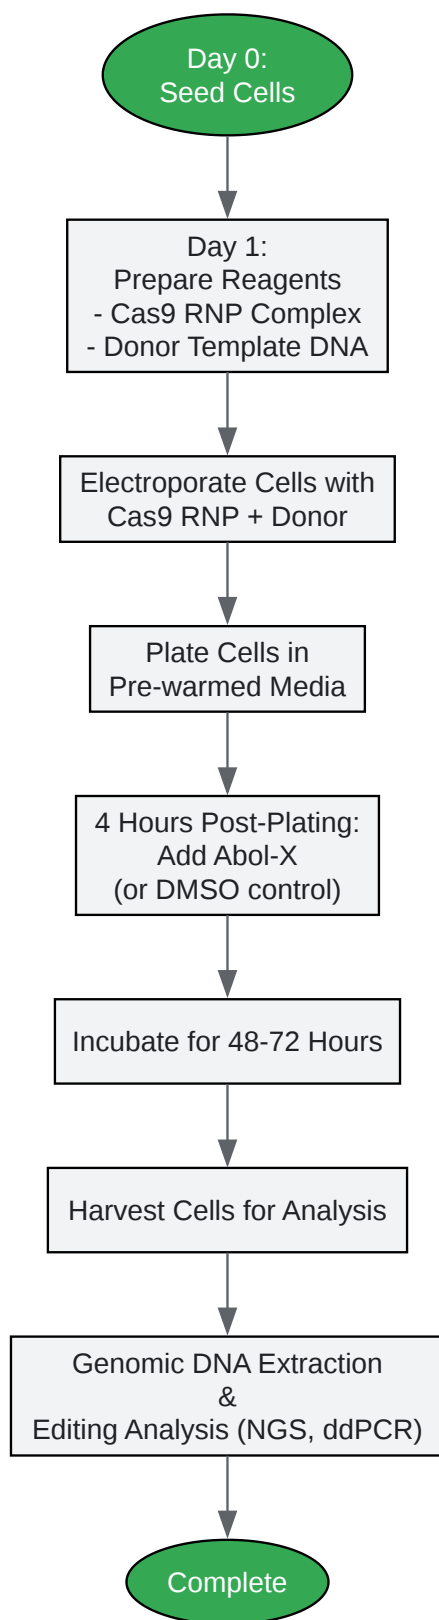 Day 0:
Seed Cells
Day 1:
Prepare Reagents
- Cas9 RNP Complex
- Donor Template DNA
Electroporate Cells with
Cas9 RNP + Donor
Plate Cells in
Pre-warmed Media
4 Hours Post-Plating:
Add Abol-X
(or DMSO control)
Incubate for 48-72 Hours
Harvest Cells for Analysis
Genomic DNA Extraction
&
Editing Analysis (NGS, ddPCR)
Complete